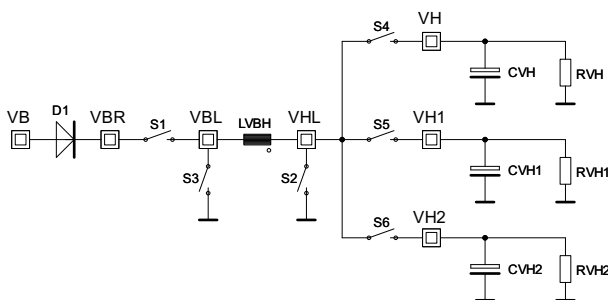 VH
S4
CVH
RVH
VB
D1
VBR
S1
VBL
LVBH
VHL
S5
VH1
S3
S2
CVH1
RVH1
S6
VH2
CVH2
RVH2